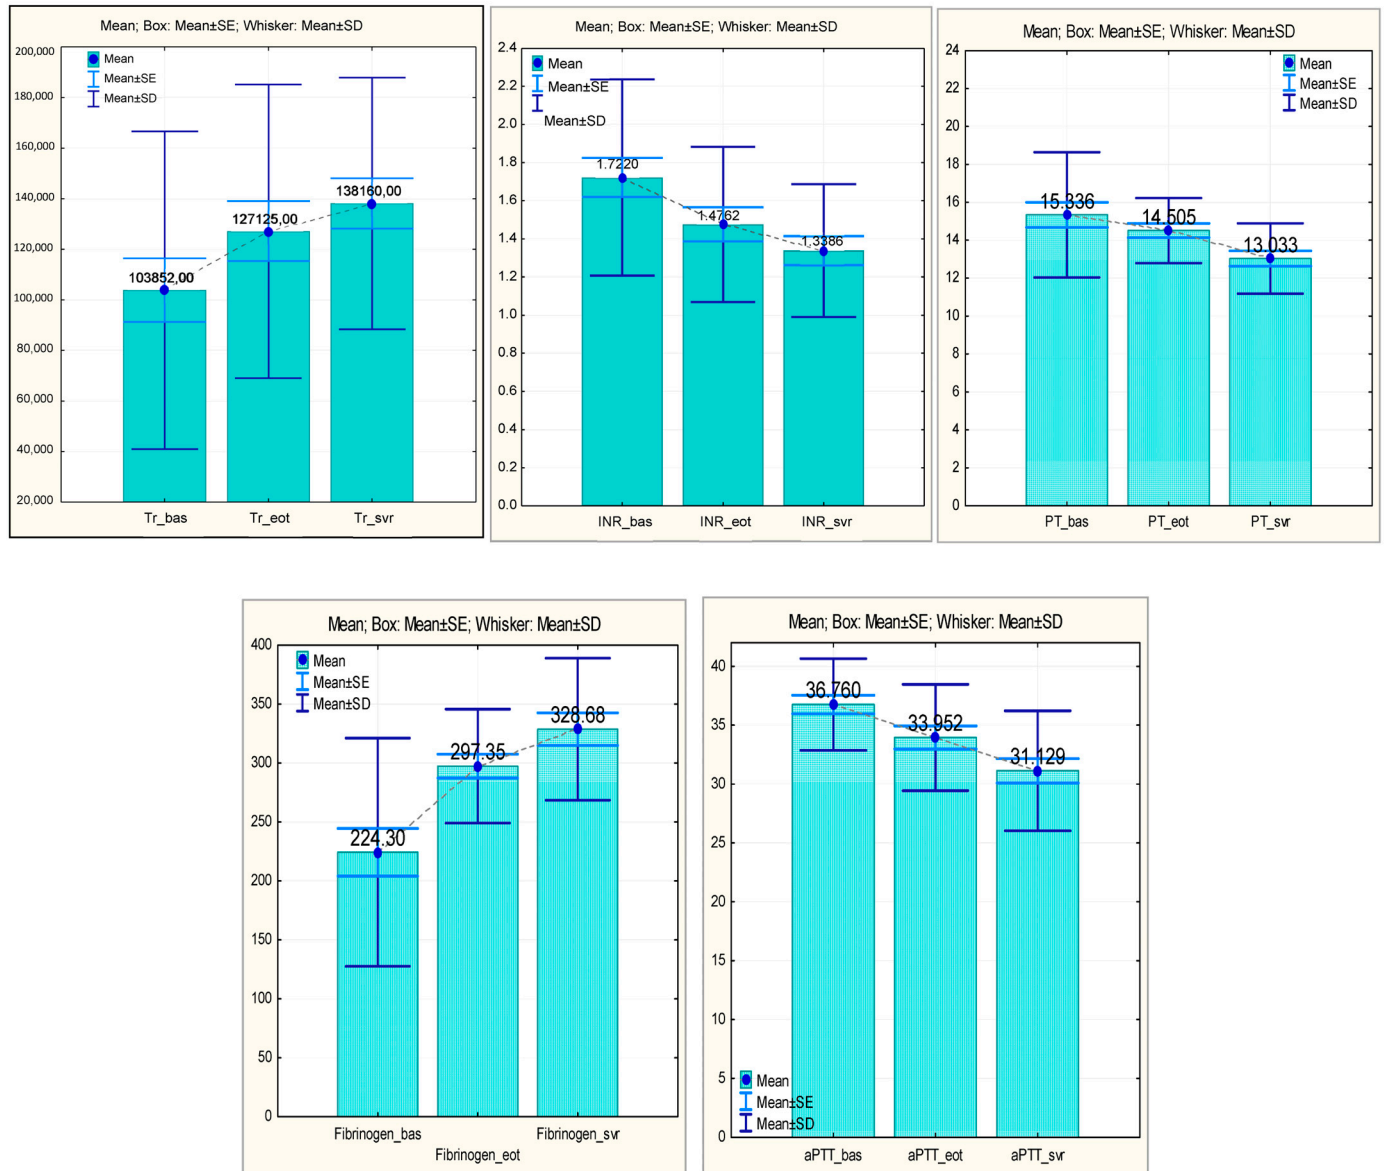 Mean; Box: Mean±SE; Whisker: Mean±SD
200,000
180,000
160,000
140,000
120,000
100,000
80,000
60,000
40,000
20,000
Mean
Mean±SE
Mean±SD
103852,00
127125,00
138160,00
Tr_bas
Tr_eot
Tr_svr
Mean; Box: Mean±SE; Whisker: Mean±SD
2.4
2.2
2.0
1.8
1.6
1.4
1.2
1.0
0.8
0.6
0.4
0.2
0.0
Mean
Mean±SE
Mean±SD
1.7220
1.4762
1.3386
INR_bas
INR_eot
INR_svr
Mean; Box: Mean±SE; Whisker: Mean±SD
24
22
20
18
16
14
12
10
8
6
4
2
0
Mean
Mean±SE
Mean±SD
15.336
14.505
13.033
PT_bas
PT_eot
PT_svr
Mean; Box: Mean±SE; Whisker: Mean±SD
400
350
300
250
200
150
100
50
0
Mean
Mean±SE
Mean±SD
224.30
297.35
328.68
Fibrinogen_bas
Fibrinogen_eot
Fibrinogen_svr
Mean; Box: Mean±SE; Whisker: Mean±SD
40
35
30
25
20
15
10
5
0
36.760
33.952
31.129
Mean
Mean±SE
Mean±SD
aPTT_bas
aPTT_eot
aPTT_svr